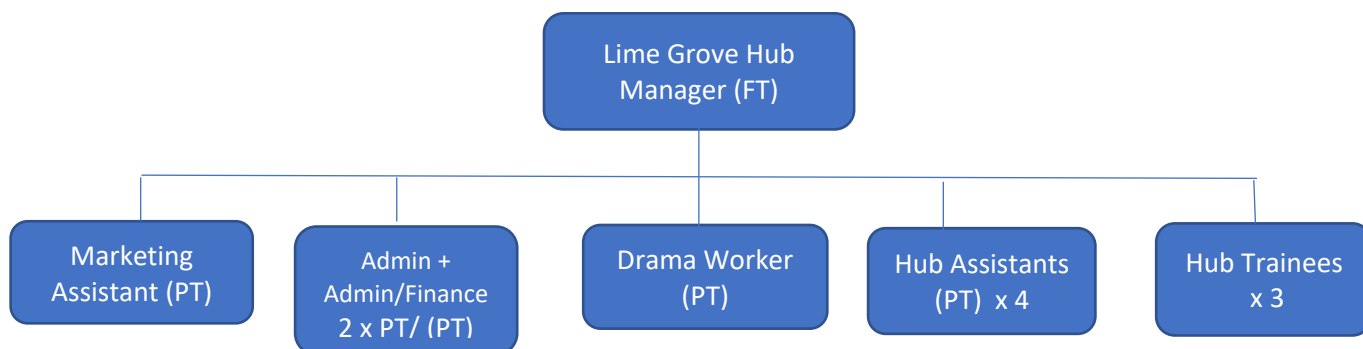 Lime Grove Hub
Manager (FT)
Marketing
Assistant (PT)
Admin +
Admin/Finance
2 x PT/ (PT)
Drama Worker
(PT)
Hub Assistants
(PT) x 4
Hub Trainees
x 3